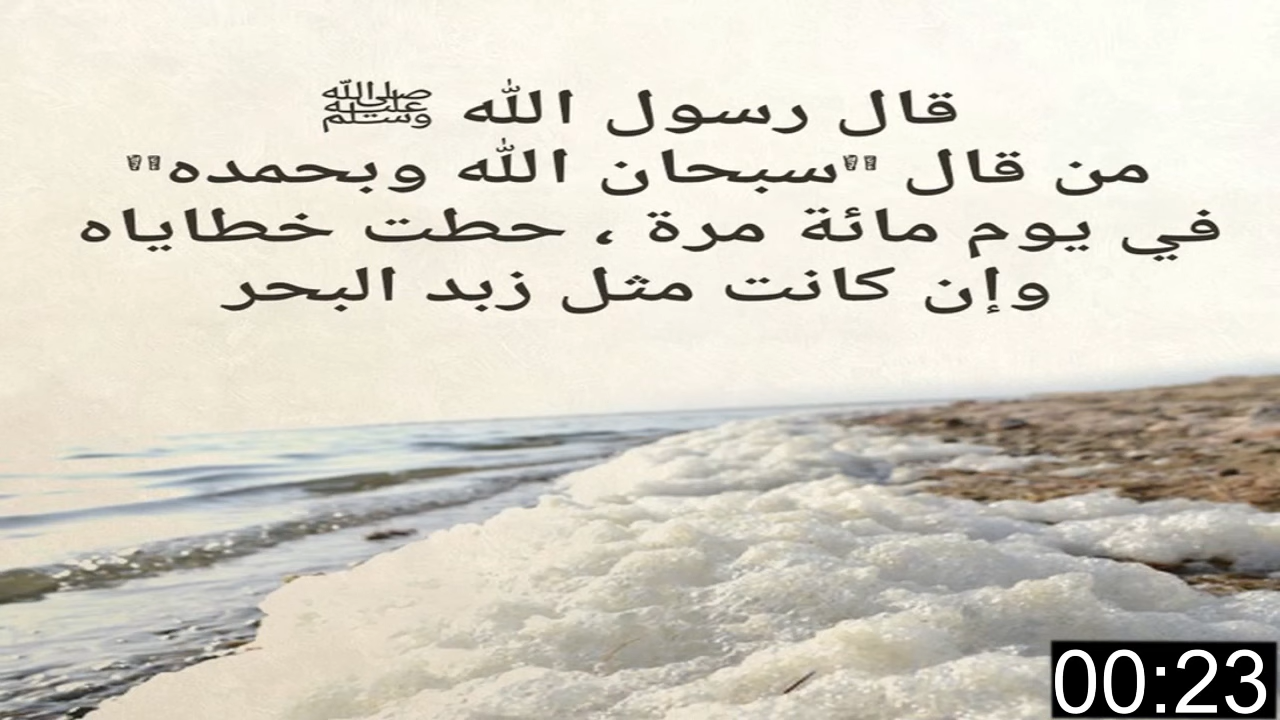 قال رسول الله ﷺ
من قال "سبحان الله وبحمده"
في يوم مائة مرة ، حطت خطاياه
وإن كانت مثل زبد البحر
00:23